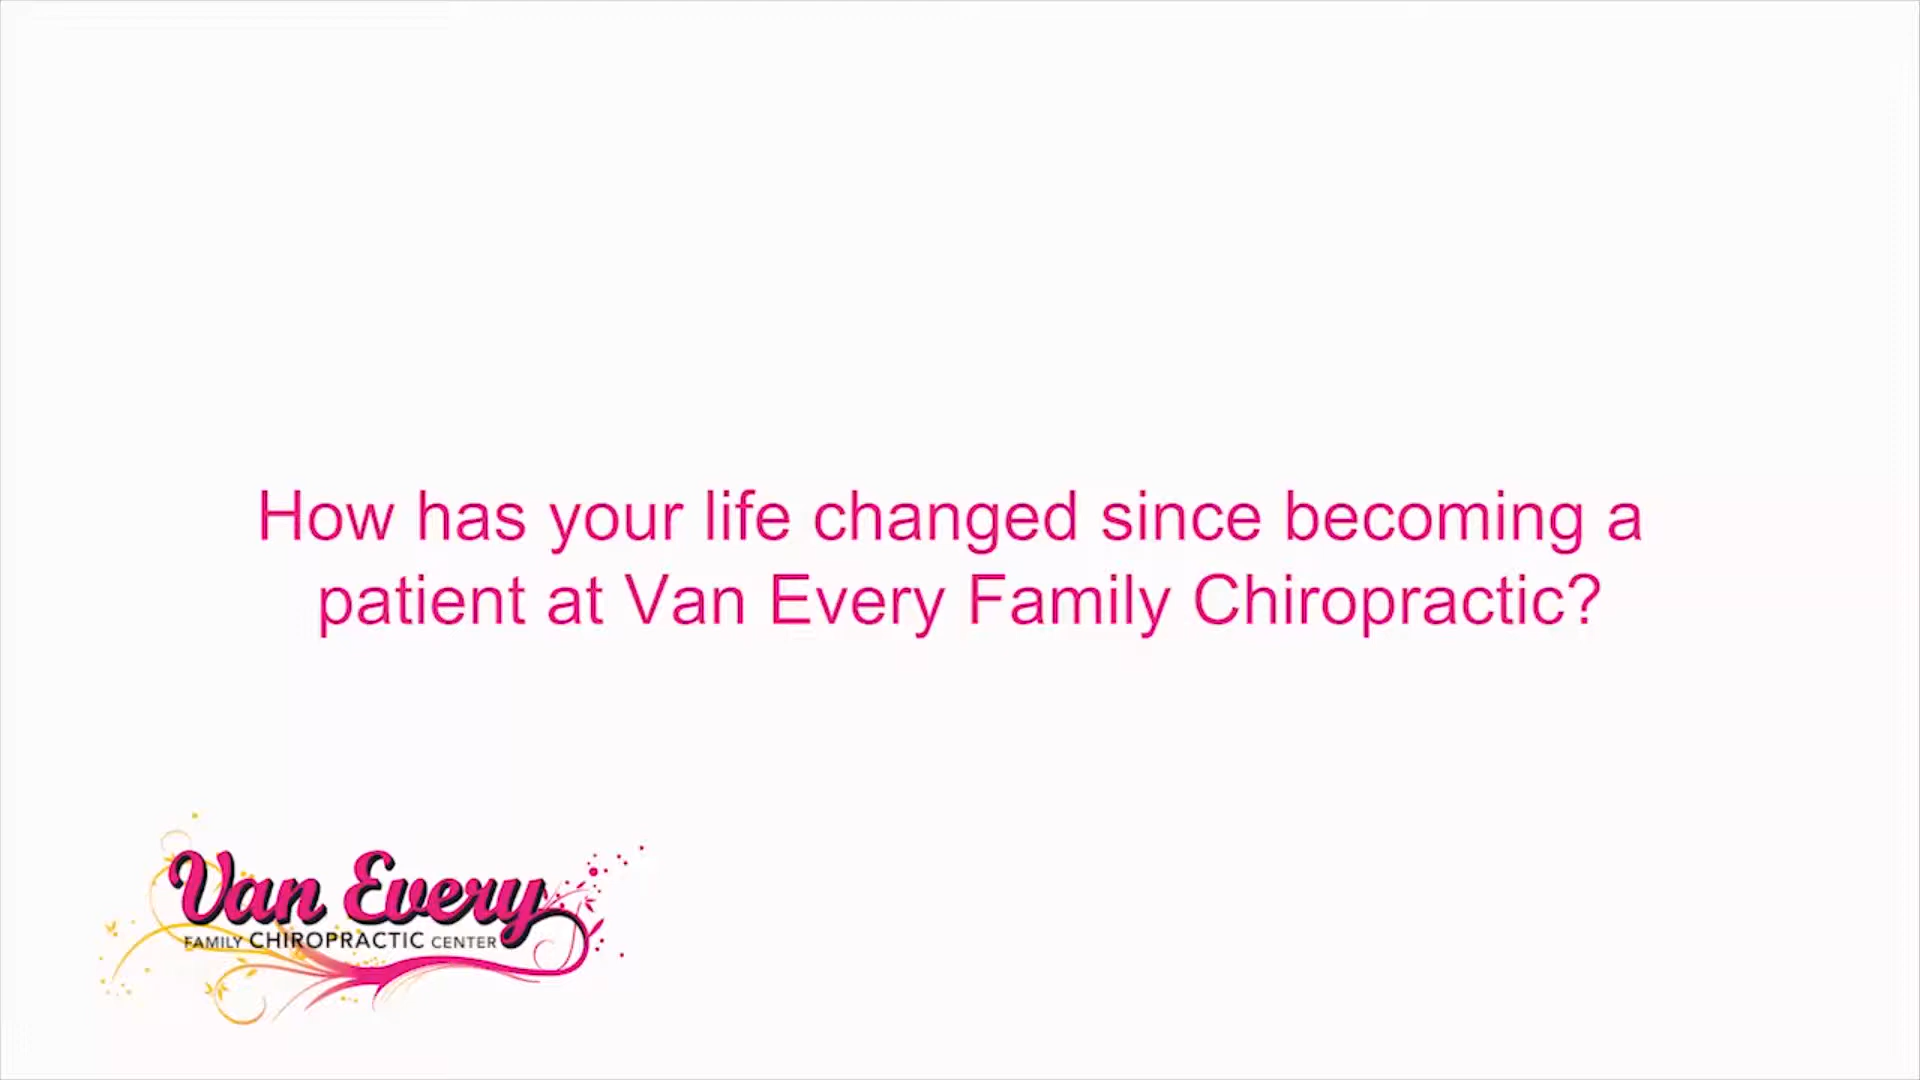 How has your life changed since becoming a
patient at Van Every Family Chiropractic?
Van Every
FAMILY CHIROPRACTIC CENTER